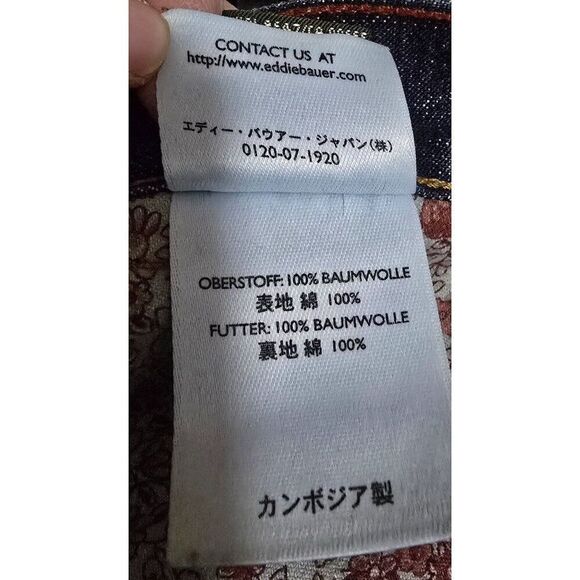 CONTACT US AT
http://www.eddiebauer.com
エディー・バウアー・ジャパン(株)
0120-07-1920
OBERSTOFF: 100% BAUMWOLLE
表地 綿 100%
FUTTER: 100% BAUMWOLLE
裏地 綿 100%
カンボジア製